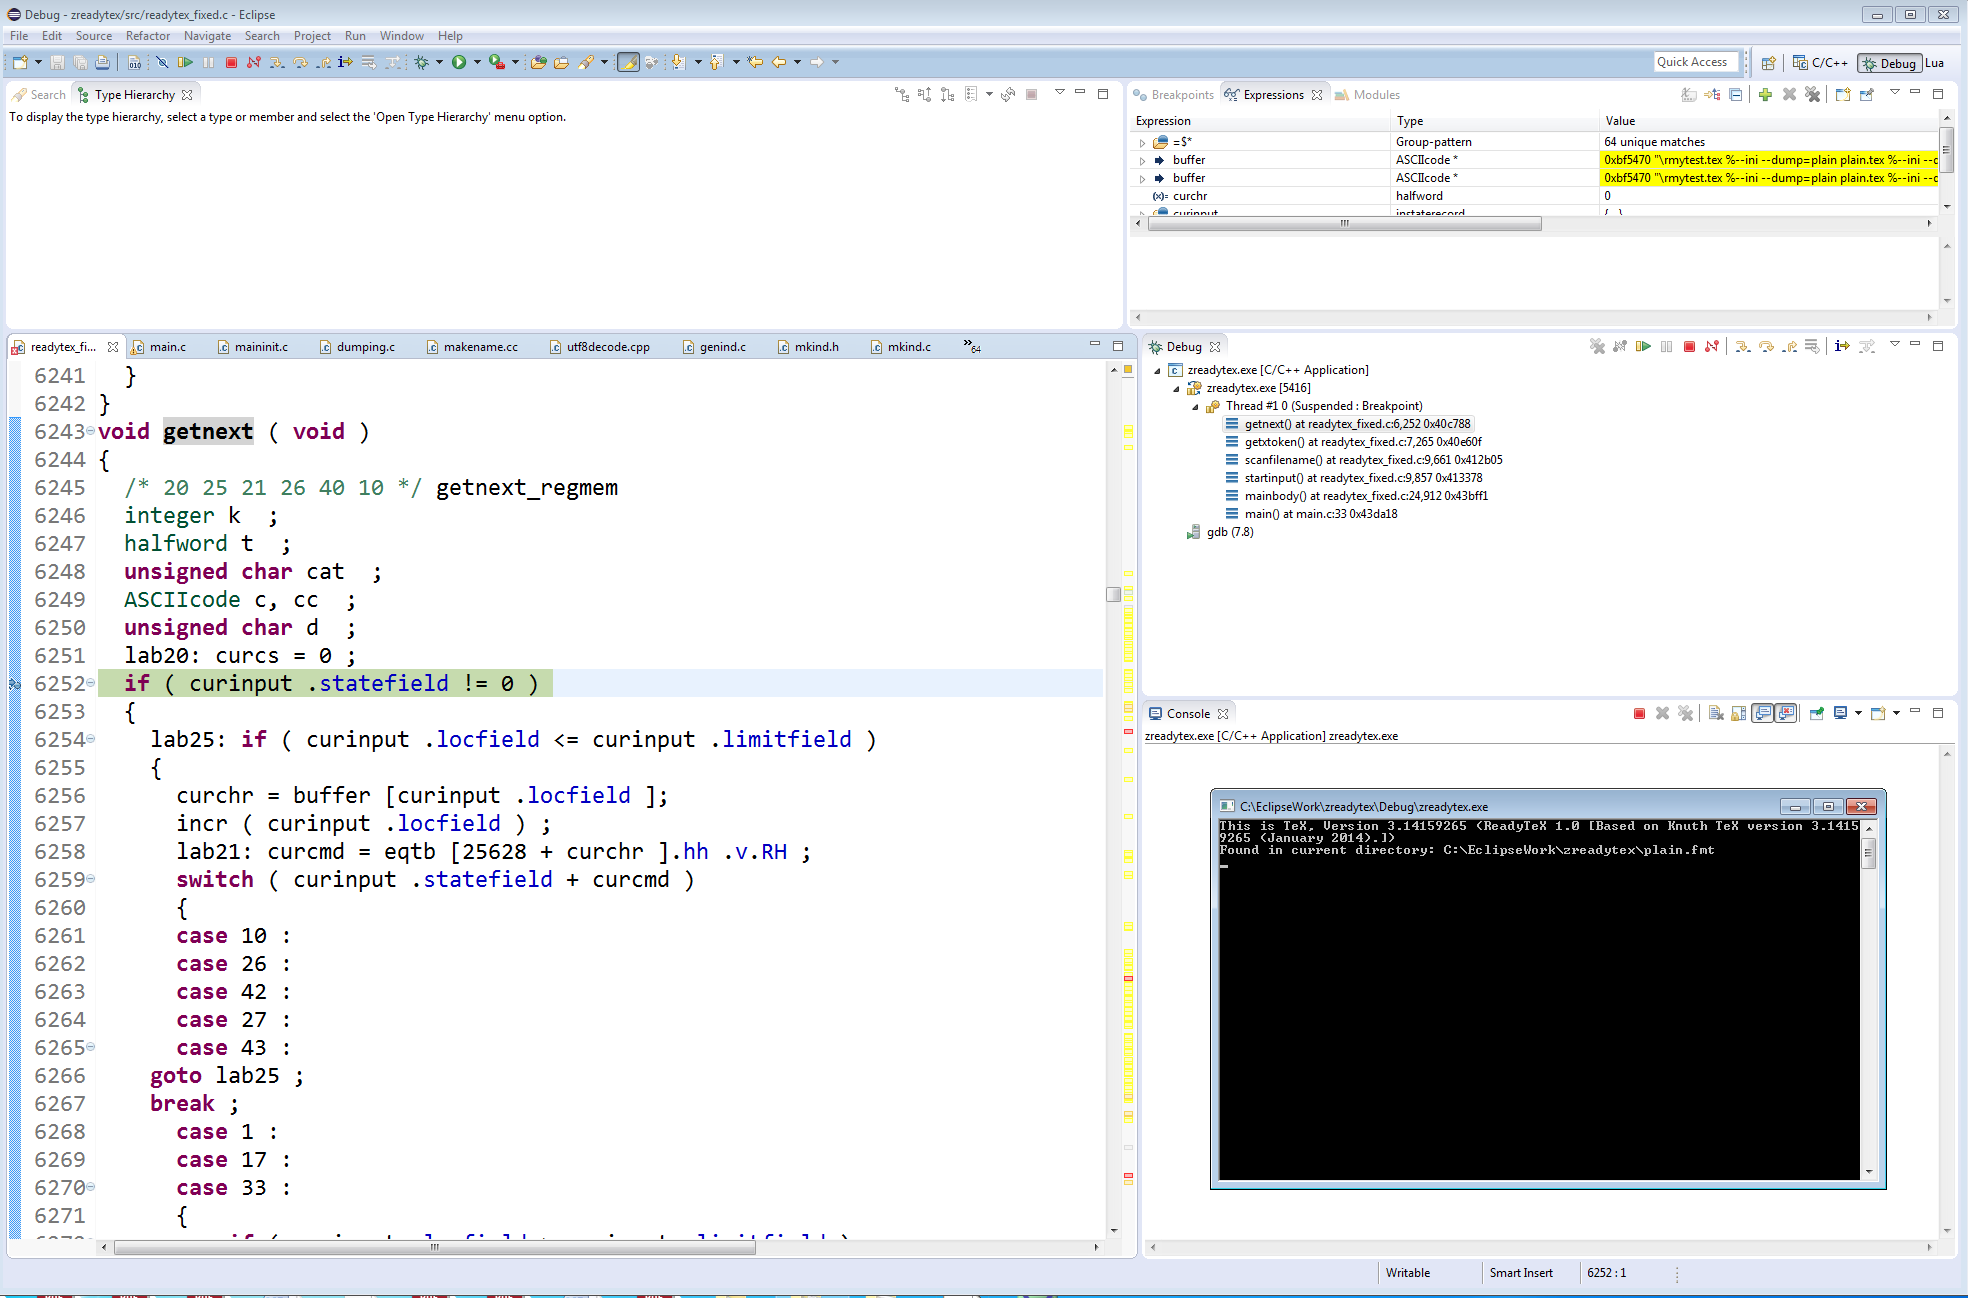 Debug - zreadytex/src/readytex_fixed.c - Eclipse
File Edit Source Refactor Navigate Search Project Run Window Help
Quick Access
C/C++
Debug
Lua
Search
Type Hierarchy
To display the type hierarchy, select a type or member and select the 'Open Type Hierarchy' menu option.
Breakpoints
Expressions
Modules
Expression Type Value
=$* Group-pattern 64 unique matches
buffer ASCIIcode * 0xbf5470 "\rmytest.tex %--ini --dump=plain plain.tex %--ini --
buffer ASCIIcode * 0xbf5470 "\rmytest.tex %--ini --dump=plain plain.tex %--ini --
(x)= curchr halfword 0
curinput instaterecord {...}
readytex_fi...
main.c
maininit.c
dumping.c
makename.cc
utf8decode.cpp
genind.c
mkind.h
mkind.c
»64
6241 }
6242 }
6243 void getnext ( void )
6244 {
6245 /* 20 25 21 26 40 10 */ getnext_regmem
6246 integer k ;
6247 halfword t ;
6248 unsigned char cat ;
6249 ASCIIcode c, cc ;
6250 unsigned char d ;
6251 lab20: curcs = 0 ;
6252 if ( curinput .statefield != 0 )
6253 {
6254 lab25: if ( curinput .locfield <= curinput .limitfield )
6255 {
6256 curchr = buffer [curinput .locfield ];
6257 incr ( curinput .locfield ) ;
6258 lab21: curcmd = eqtb [25628 + curchr ].hh .v.RH ;
6259 switch ( curinput .statefield + curcmd )
6260 {
6261 case 10 :
6262 case 26 :
6263 case 42 :
6264 case 27 :
6265 case 43 :
6266 goto lab25 ;
6267 break ;
6268 case 1 :
6269 case 17 :
6270 case 33 :
6271 {
Debug
zreadytex.exe [C/C++ Application]
zreadytex.exe [5416]
Thread #1 0 (Suspended : Breakpoint)
getnext() at readytex_fixed.c:6,252 0x40c788
getxtoken() at readytex_fixed.c:7,265 0x40e60f
scanfilename() at readytex_fixed.c:9,661 0x412b05
startinput() at readytex_fixed.c:9,857 0x413378
mainbody() at readytex_fixed.c:24,912 0x43bff1
main() at main.c:33 0x43da18
gdb (7.8)
Console
zreadytex.exe [C/C++ Application] zreadytex.exe
C:\EclipseWork\zreadytex\Debug\zreadytex.exe
This is TeX, Version 3.14159265 (ReadyTeX 1.0 [Based on Knuth TeX version 3.1415
9265 (January 2014).])
Found in current directory: C:\EclipseWork\zreadytex\plain.fmt
Writable
Smart Insert
6252 : 1